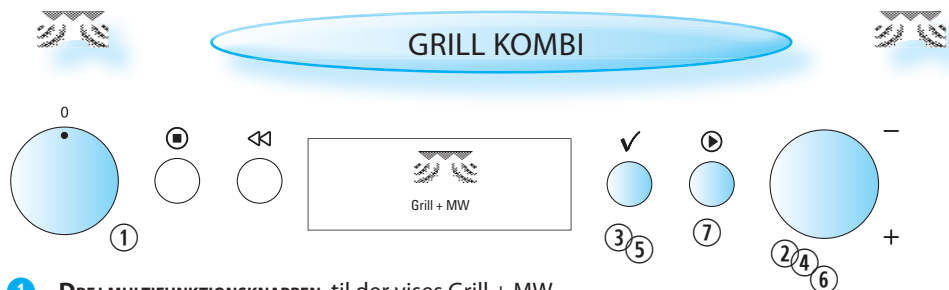 GRILL KOMBI
0
Grill + MW
−
+
1
3 5
7
2 4 6
1 DREJ MULTIFUNKTIONSKNAPPEN, til der vises Grill + MW.